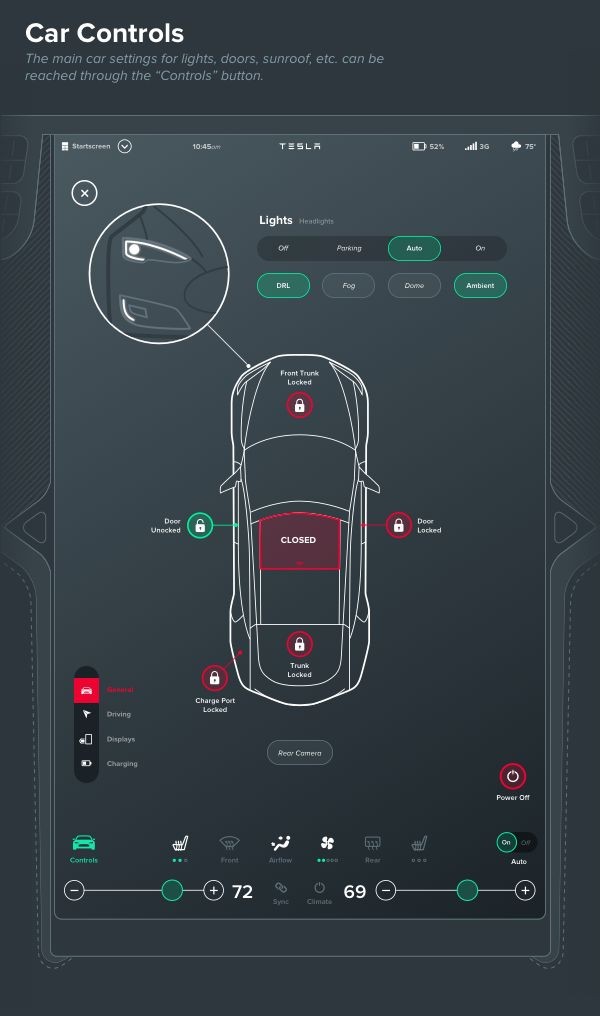 Car Controls
The main car settings for lights, doors, sunroof, etc. can be
reached through the “Controls” button.
Startscreen
10:45am
TESLA
52%
3G
75°
Lights Headlights
Off Parking Auto On
DRL Fog Dome Ambient
Front Trunk
Locked
Door
Unocked
CLOSED
Door
Locked
Trunk
Locked
Charge Port
Locked
General
Driving
Displays
Charging
Rear Camera
Power Off
Controls
Front
Airflow
Rear
On Off
Auto
72
Sync
Climate
69